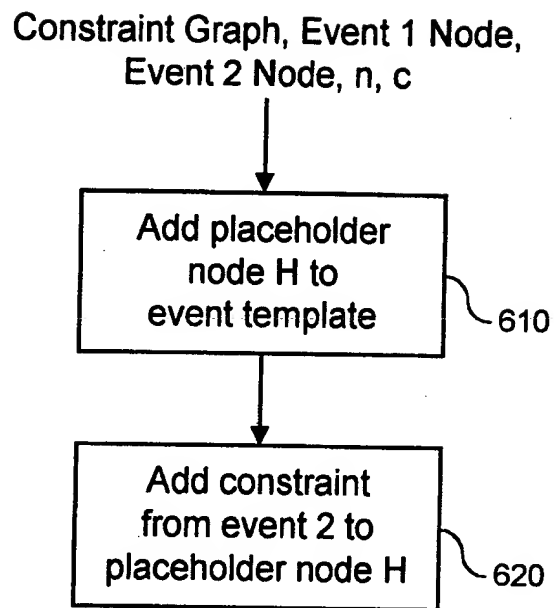 Constraint Graph, Event 1 Node,
Event 2 Node, n, c
Add placeholder
node H to
event template
610
Add constraint
from event 2 to
placeholder node H
620